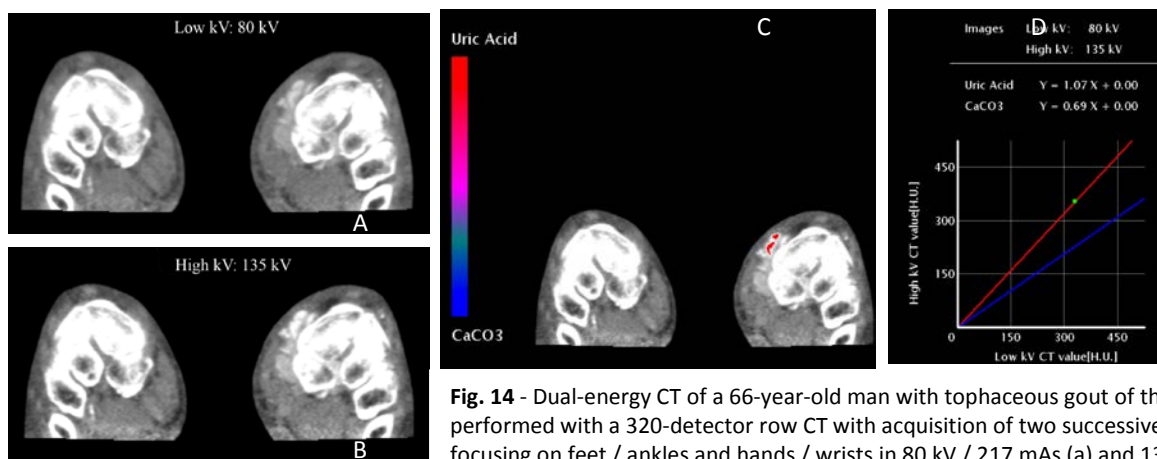 Low kV: 80 kV
A
High kV: 135 kV
B
Uric Acid
C
CaCO3
D
Images Low kV: 80 kV
High kV: 135 kV
Uric Acid Y = 1.07 X + 0.00
CaCO3 Y = 0.69 X + 0.00
High kV CT value[H.U.]
450
300
150
0 150 300 450
Low kV CT value[H.U.]
Fig. 14 - Dual-energy CT of a 66-year-old man with tophaceous gout of th
performed with a 320-detector row CT with acquisition of two successive
focusing on feet / ankles and hands / wrists in 80 kV / 217 mAs (a) and 13